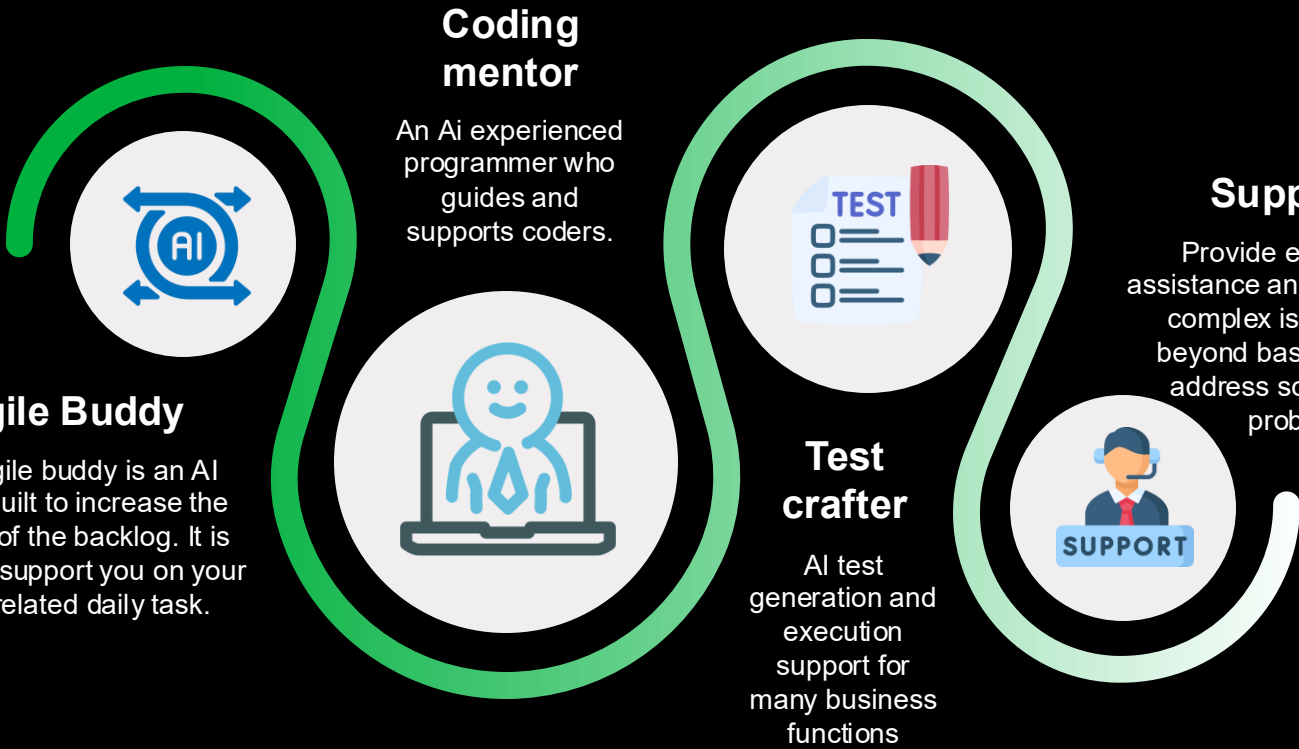 AI
gile Buddy
gile buddy is an AI
uilt to increase the
of the backlog. It is
support you on your
elated daily task.
Coding
mentor
An Ai experienced
programmer who
guides and
supports coders.
TEST
Test
crafter
AI test
generation and
execution
support for
many business
functions
Supp
Provide e
assistance an
complex is
beyond bas
address so
prob
SUPPORT